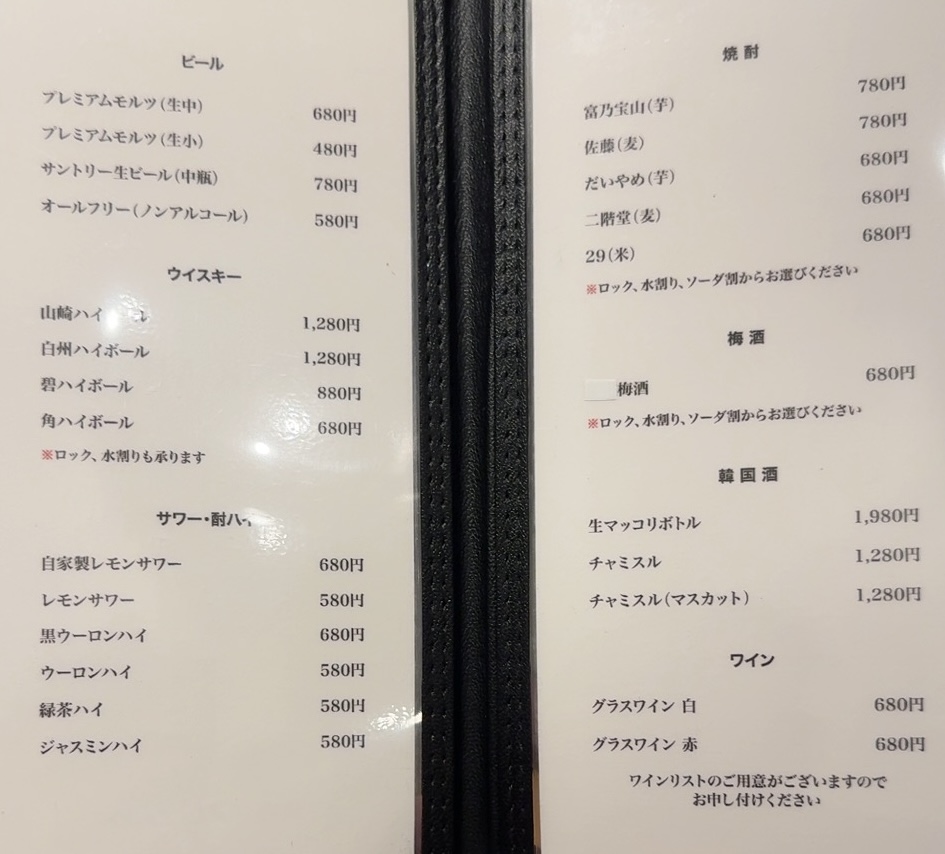 ビール
プレミアムモルツ（生中） 680円
プレミアムモルツ（生小） 480円
サントリー生ビール（中瓶） 780円
オールフリー（ノンアルコール） 580円
ウイスキー
山崎ハイ ル 1,280円
白州ハイボール 1,280円
碧ハイボール 880円
角ハイボール 680円
※ロック、水割りも承ります
サワー・酎ハイ
自家製レモンサワー 680円
レモンサワー 580円
黒ウーロンハイ 680円
ウーロンハイ 580円
緑茶ハイ 580円
ジャスミンハイ 580円
焼酎
富乃宝山（芋） 780円
佐藤（麦） 780円
だいやめ（芋） 680円
二階堂（麦） 680円
29（米） 680円
※ロック、水割り、ソーダ割からお選びください
梅酒
梅酒 680円
※ロック、水割り、ソーダ割からお選びください
韓国酒
生マッコリボトル 1,980円
チャミスル 1,280円
チャミスル（マスカット） 1,280円
ワイン
グラスワイン 白 680円
グラスワイン 赤 680円
ワインリストのご用意がございますので
お申し付けください